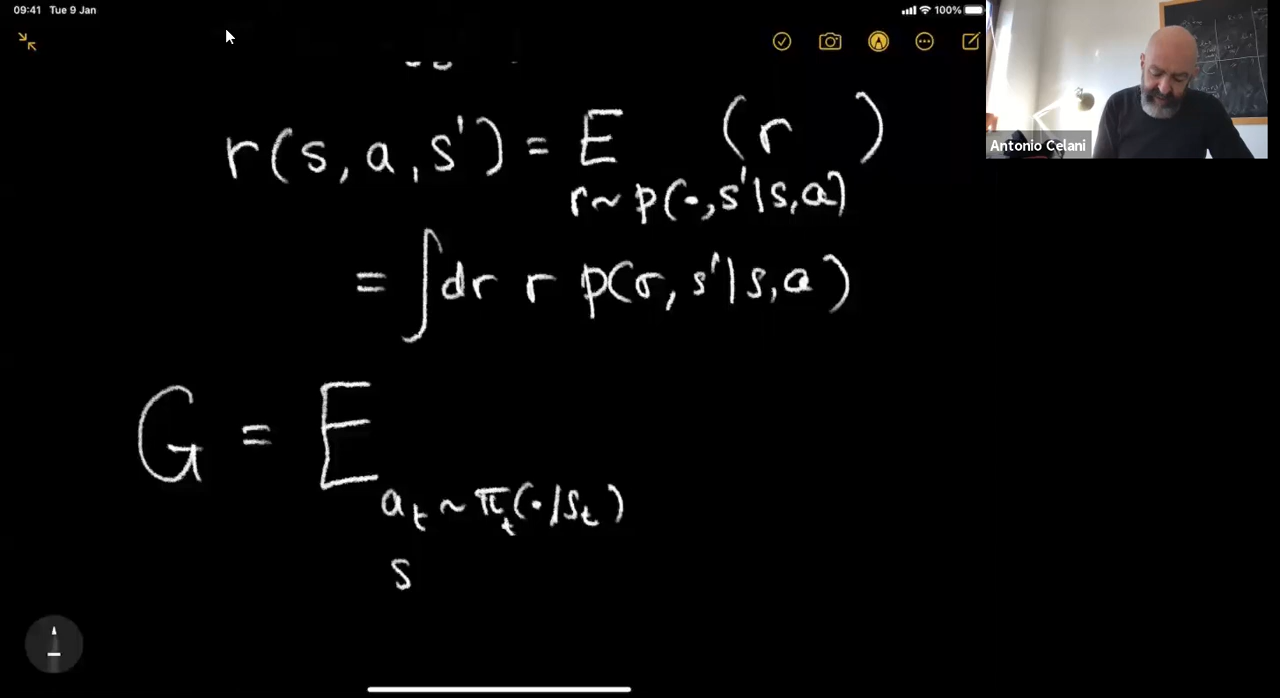 09:41 Tue 9 Jan
100%
Antonio Celani
r(s, a, s') = E (r )
r~ p(·, s'|s, a)
= ∫dr r p(r, s'|s, a)
G = E
a_t ~ π_t(·|s_t)
s